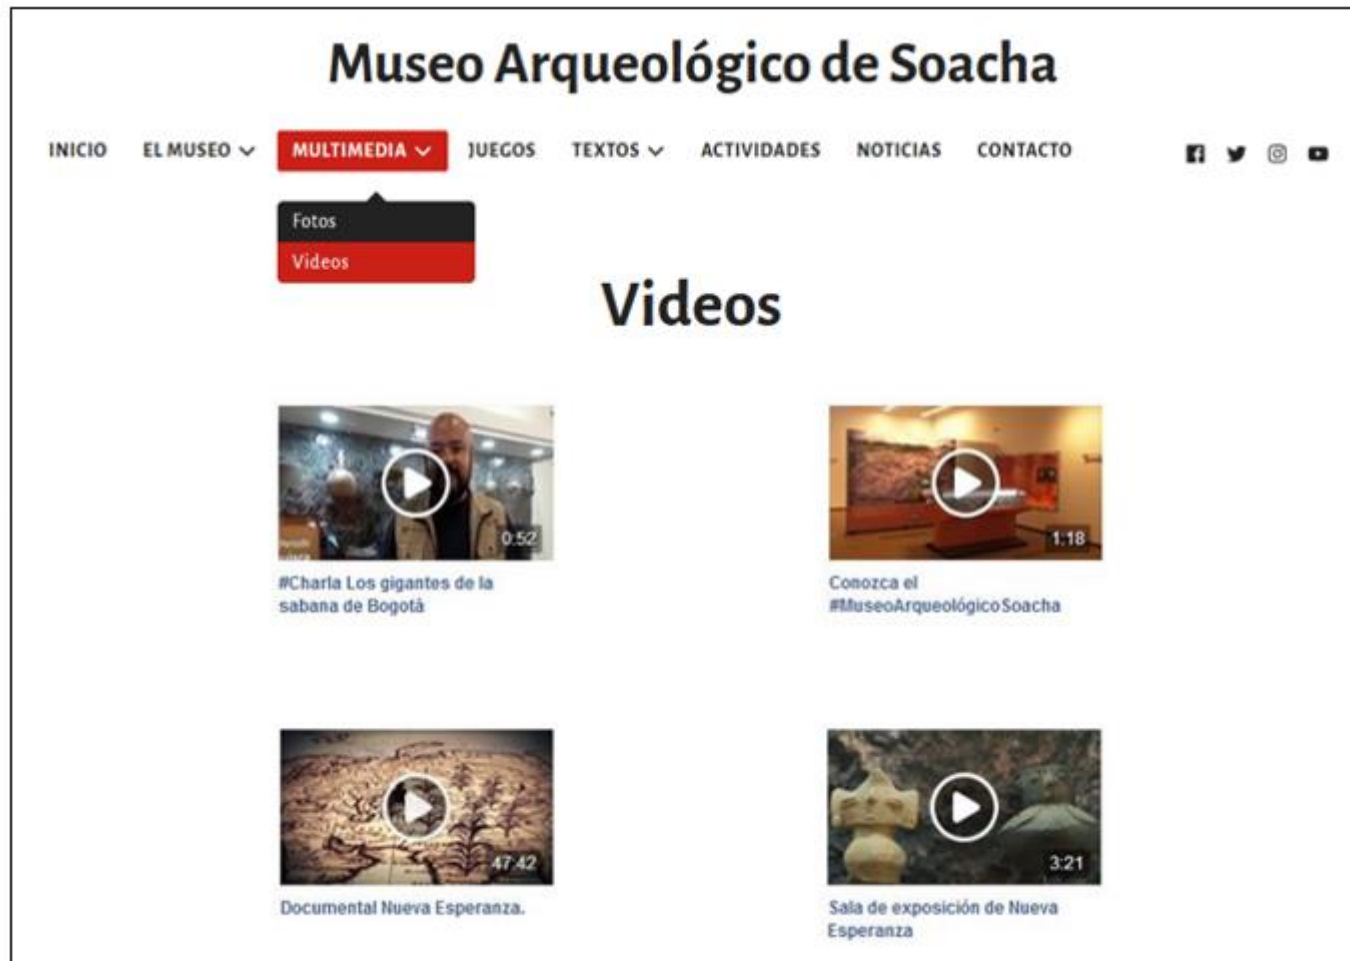 Museo Arqueológico de Soacha
INICIO EL MUSEO MULTIMEDIA JUEGOS TEXTOS ACTIVIDADES NOTICIAS CONTACTO
Fotos
Videos
Videos
0:52
#Charla Los gigantes de la
sabana de Bogotá
1:18
Conozca el
#MuseoArqueológicoSoacha
47:42
Documental Nueva Esperanza.
3:21
Sala de exposición de Nueva
Esperanza